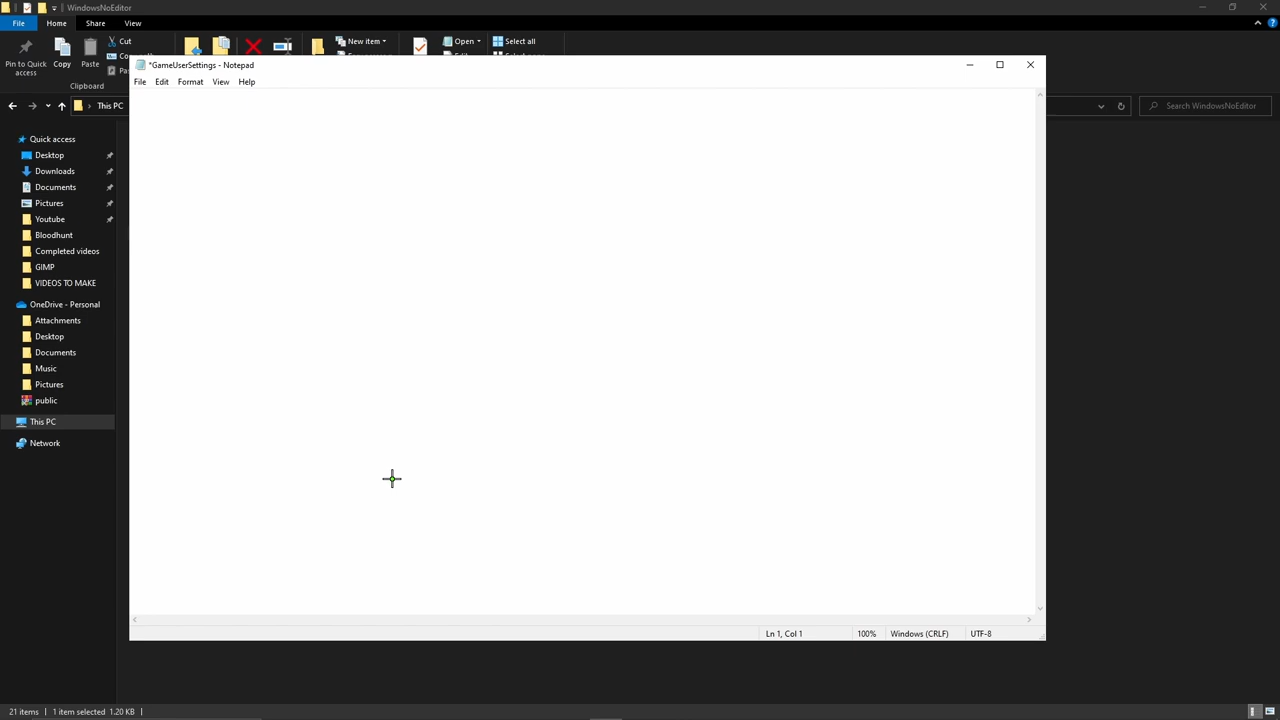 WindowsNoEditor
File Home Share View
Pin to Quick access
Copy
Paste
Cut
Clipboard
New item
Open
Select all
This PC
Search WindowsNoEditor
*GameUserSettings - Notepad
File Edit Format View Help
Quick access
Desktop
Downloads
Documents
Pictures
Youtube
Bloodhunt
Completed videos
GIMP
VIDEOS TO MAKE
OneDrive - Personal
Attachments
Desktop
Documents
Music
Pictures
public
This PC
Network
Ln 1, Col 1 100% Windows (CRLF) UTF-8
21 items 1 item selected 1.20 KB